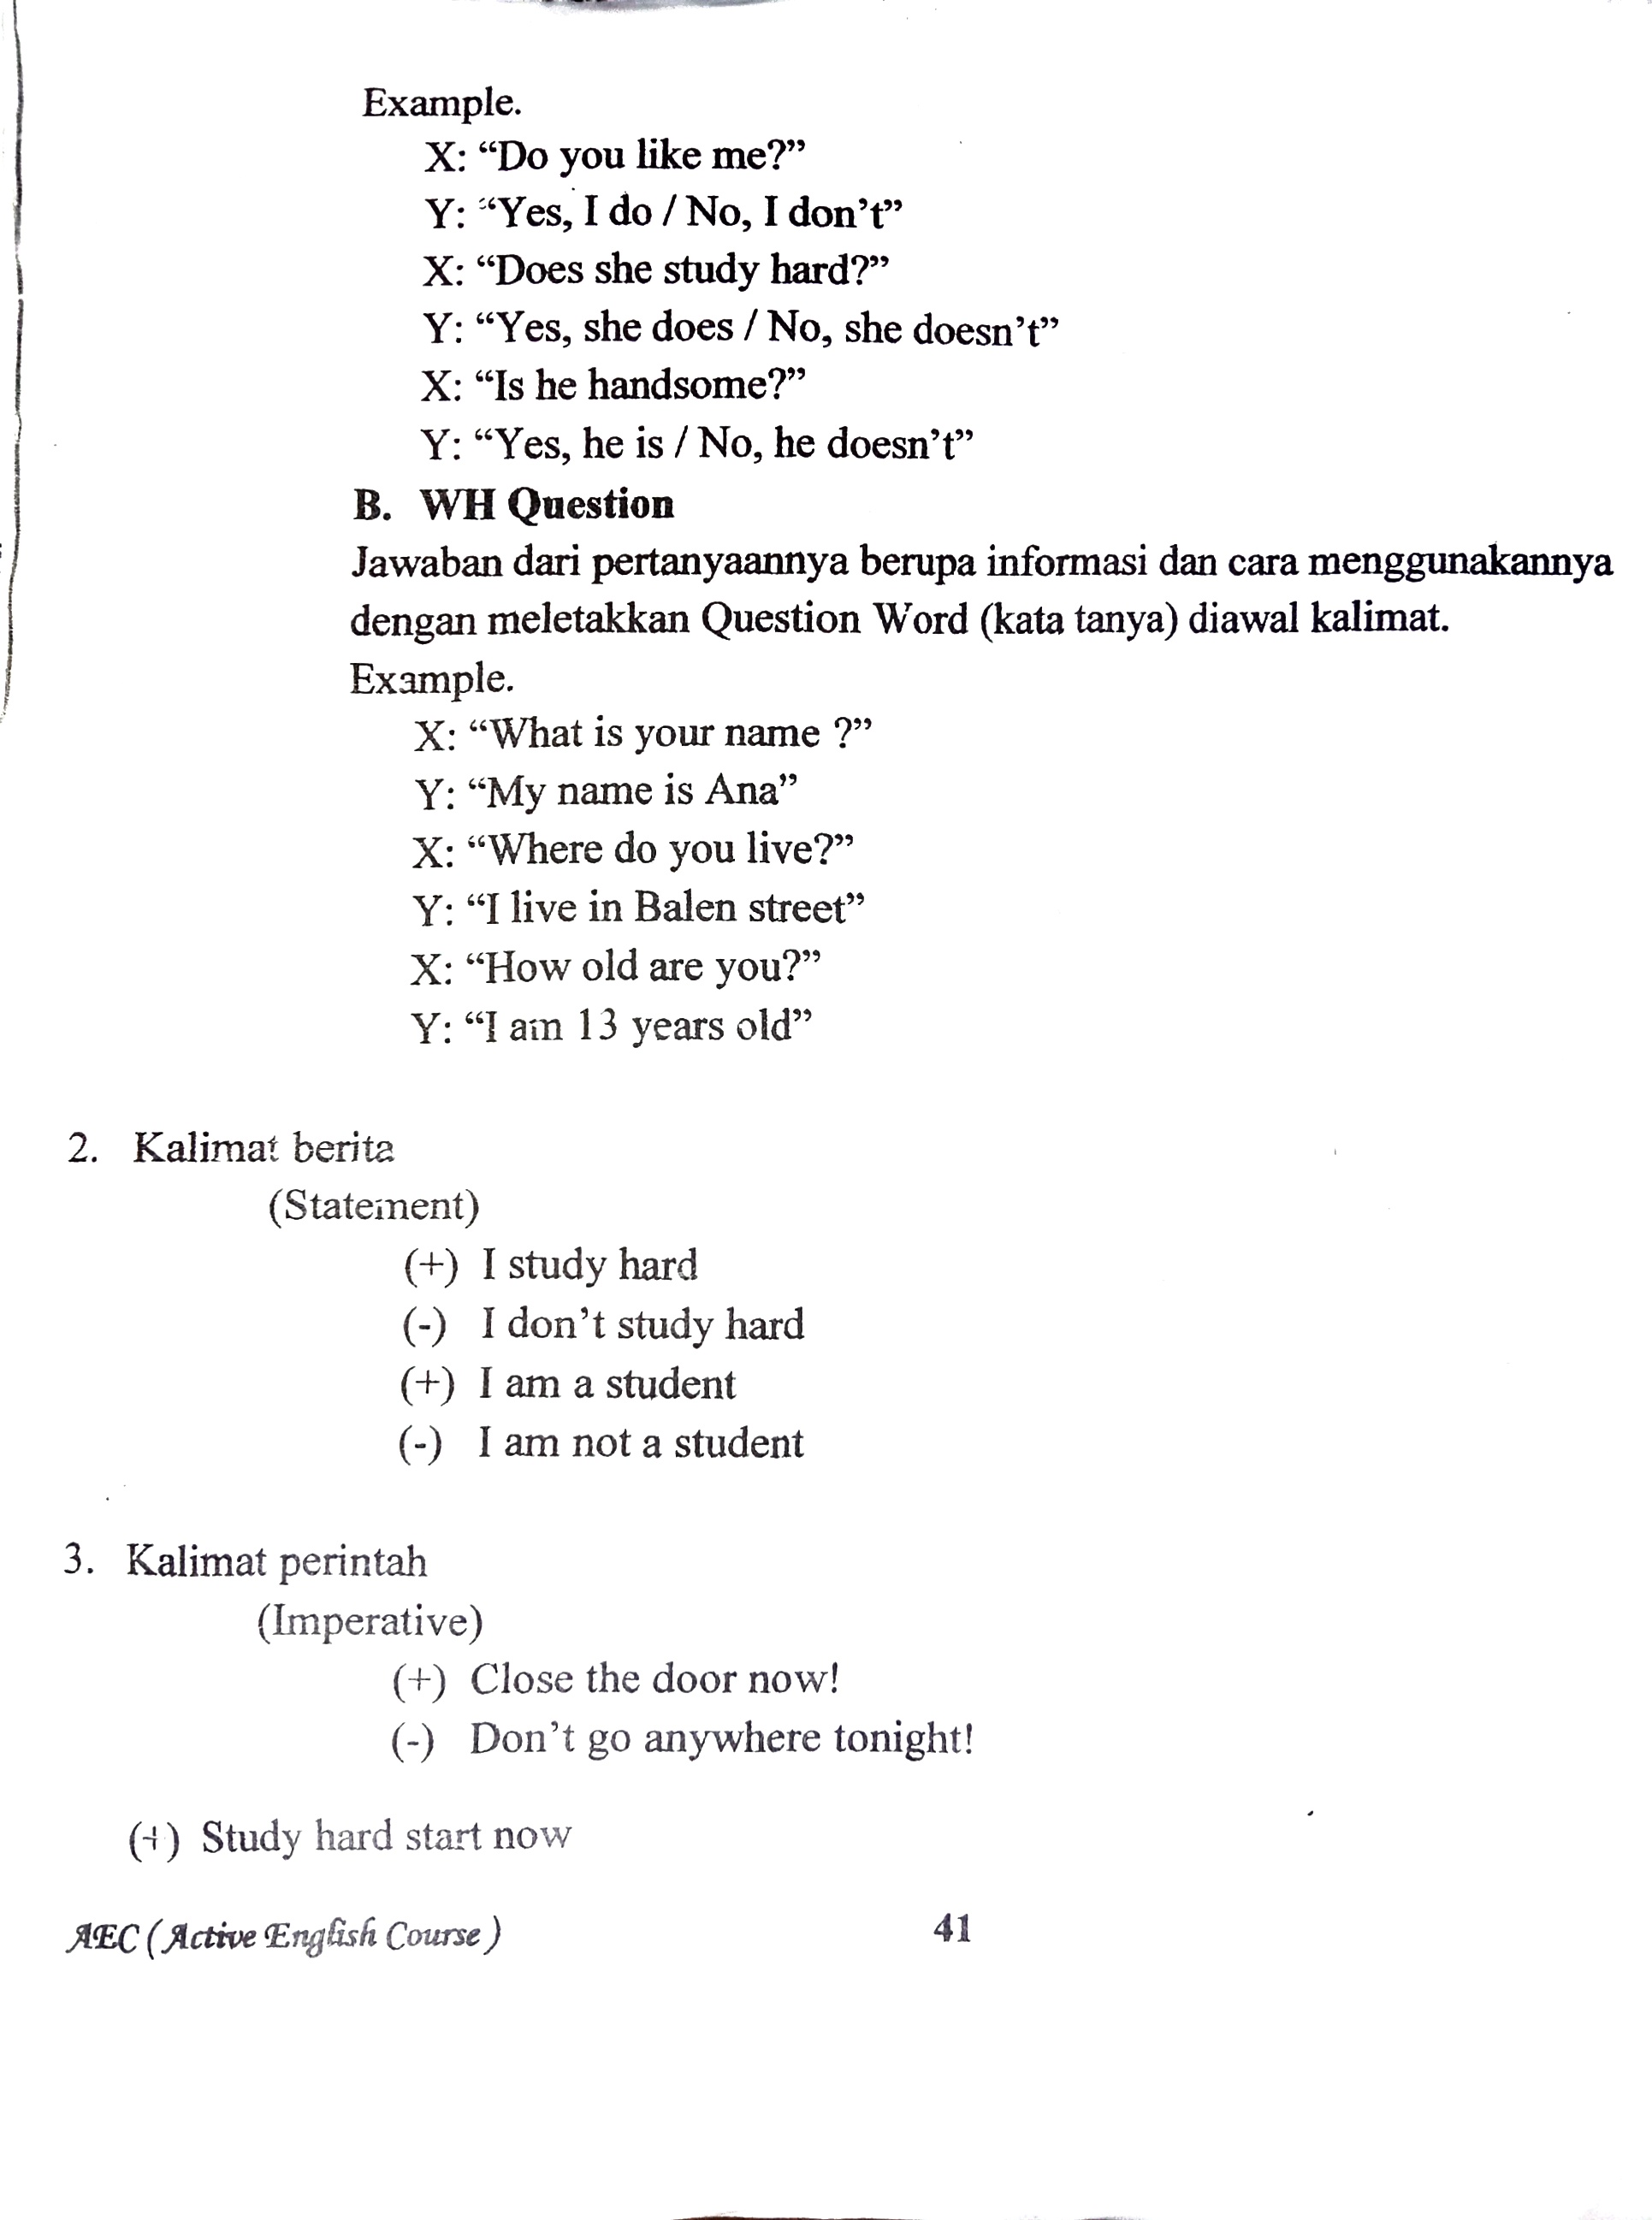 Example.
X: “Do you like me?”
Y: “Yes, I do / No, I don’t”
X: “Does she study hard?”
Y: “Yes, she does / No, she doesn’t”
X: “Is he handsome?”
Y: “Yes, he is / No, he doesn’t”
B. WH Question
Jawaban dari pertanyaannya berupa informasi dan cara menggunakannya
dengan meletakkan Question Word (kata tanya) diawal kalimat.
Example.
X: “What is your name ?”
Y: “My name is Ana”
X: “Where do you live?”
Y: “I live in Balen street”
X: “How old are you?”
Y: “I am 13 years old”
2. Kalimat berita
(Statement)
(+) I study hard
(-) I don’t study hard
(+) I am a student
(-) I am not a student
3. Kalimat perintah
(Imperative)
(+) Close the door now!
(-) Don’t go anywhere tonight!
(+) Study hard start now
AEC ( Active English Course ) 41